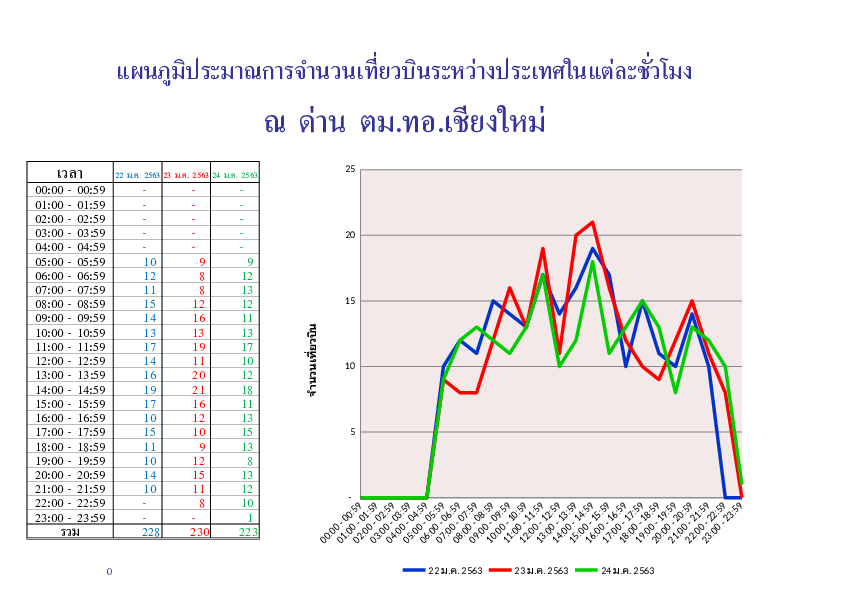 แผนภูมิประมาณการจำนวนเที่ยวบินระหว่างประเทศในแต่ละชั่วโมง
ณ ด่าน ตม.ทอ.เชียงใหม่
เวลา 22 ม.ค. 2563 23 ม.ค. 2563 24 ม.ค. 2563
00:00 - 00:59 - - -
01:00 - 01:59 - - -
02:00 - 02:59 - - -
03:00 - 03:59 - - -
04:00 - 04:59 - - -
05:00 - 05:59 10 9 9
06:00 - 06:59 12 8 12
07:00 - 07:59 11 8 13
08:00 - 08:59 15 12 12
09:00 - 09:59 14 16 11
10:00 - 10:59 13 13 13
11:00 - 11:59 17 19 17
12:00 - 12:59 14 11 10
13:00 - 13:59 16 20 12
14:00 - 14:59 19 21 18
15:00 - 15:59 17 16 11
16:00 - 16:59 10 12 13
17:00 - 17:59 15 10 15
18:00 - 18:59 11 9 13
19:00 - 19:59 10 12 8
20:00 - 20:59 14 15 13
21:00 - 21:59 10 11 12
22:00 - 22:59 - 8 10
23:00 - 23:59 - - 1
รวม 228 230 223
0
จำนวนเที่ยวบิน
25
20
15
10
5
-
00:00 - 00:59
01:00 - 01:59
02:00 - 02:59
03:00 - 03:59
04:00 - 04:59
05:00 - 05:59
06:00 - 06:59
07:00 - 07:59
08:00 - 08:59
09:00 - 09:59
10:00 - 10:59
11:00 - 11:59
12:00 - 12:59
13:00 - 13:59
14:00 - 14:59
15:00 - 15:59
16:00 - 16:59
17:00 - 17:59
18:00 - 18:59
19:00 - 19:59
20:00 - 20:59
21:00 - 21:59
22:00 - 22:59
23:00 - 23:59
22 ม.ค. 2563 23 ม.ค. 2563 24 ม.ค. 2563